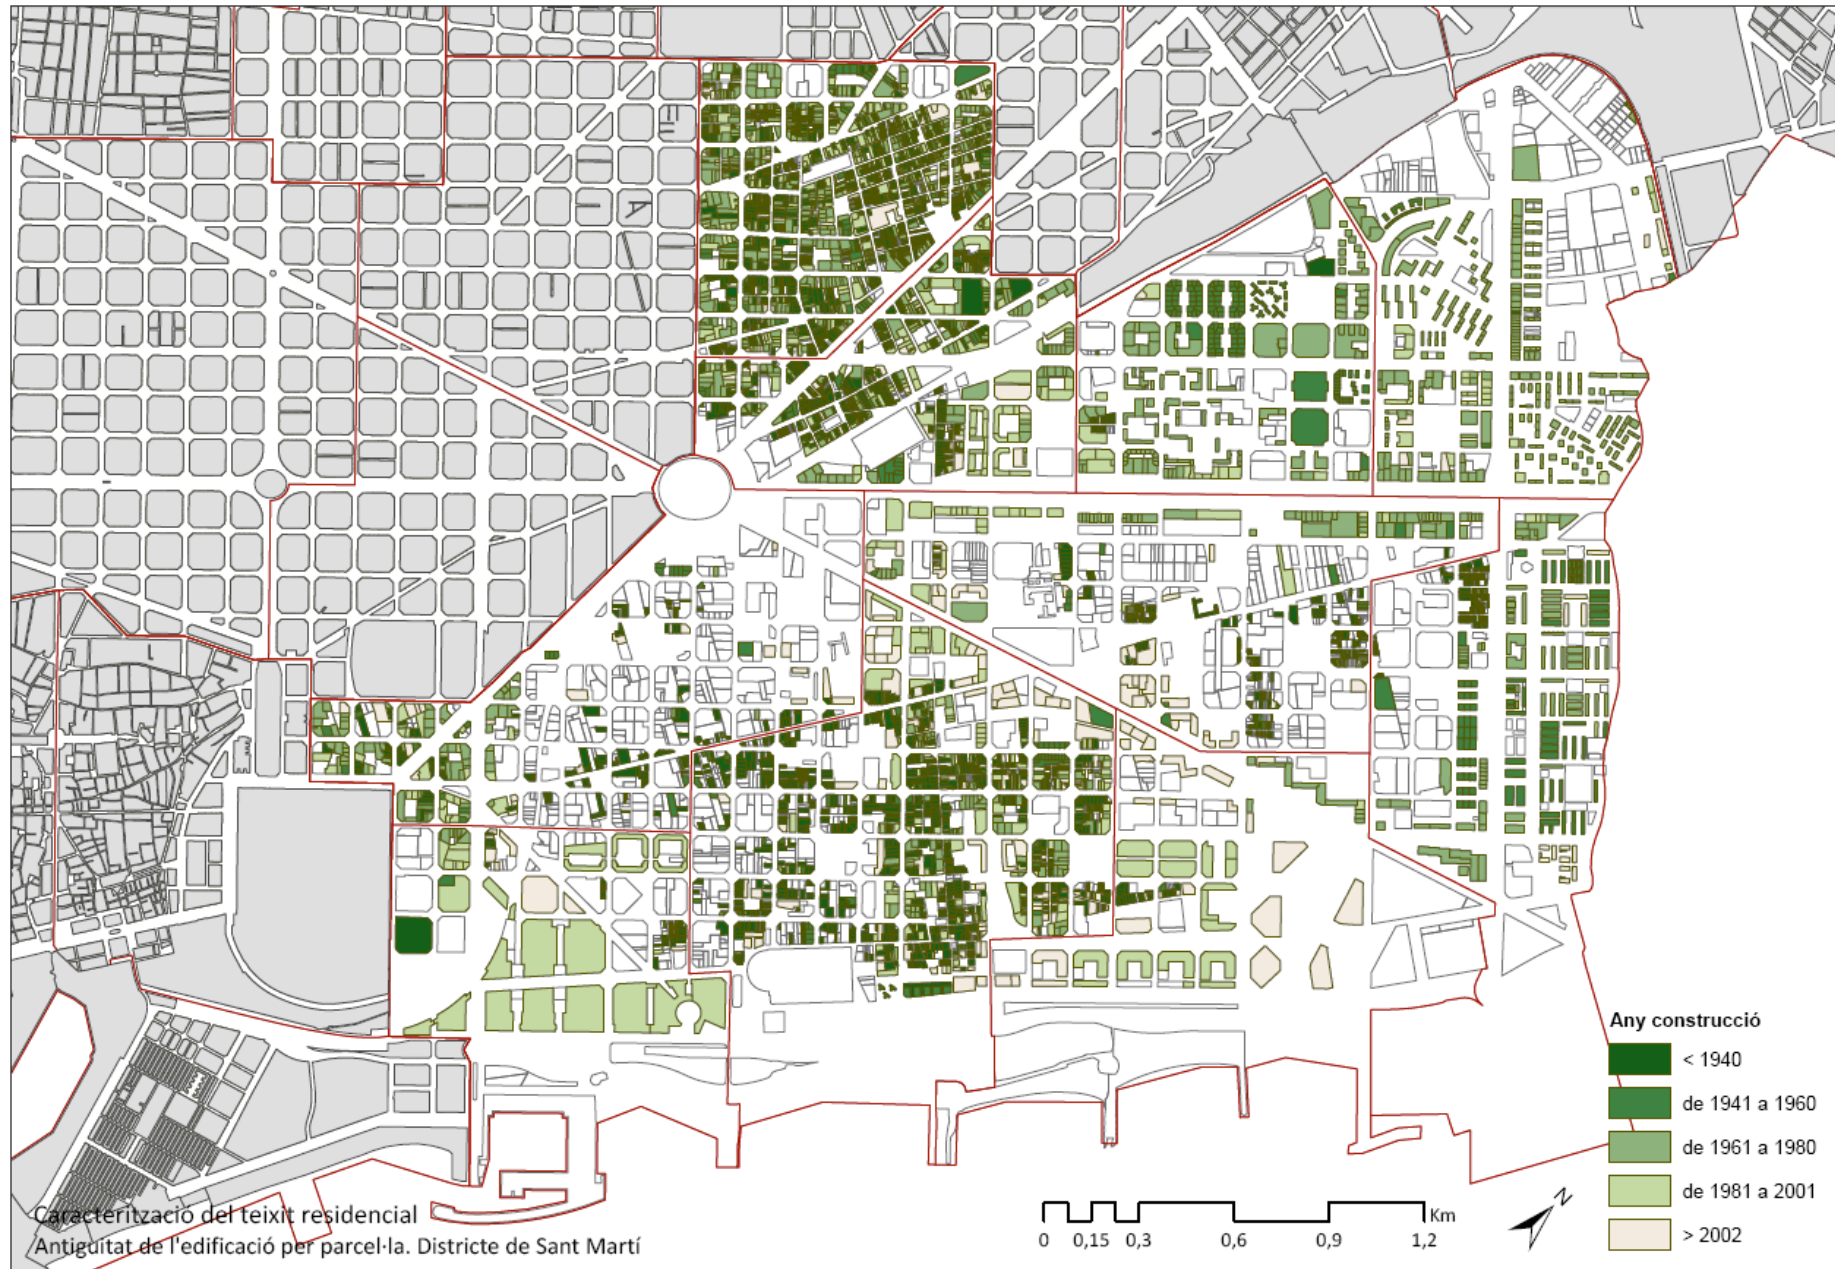 Any construcció
< 1940
de 1941 a 1960
de 1961 a 1980
de 1981 a 2001
> 2002
N
Km
0 0,15 0,3 0,6 0,9 1,2
Caracterització del teixit residencial
Antiguitat de l'edificació per parcel·la. Districte de Sant Martí